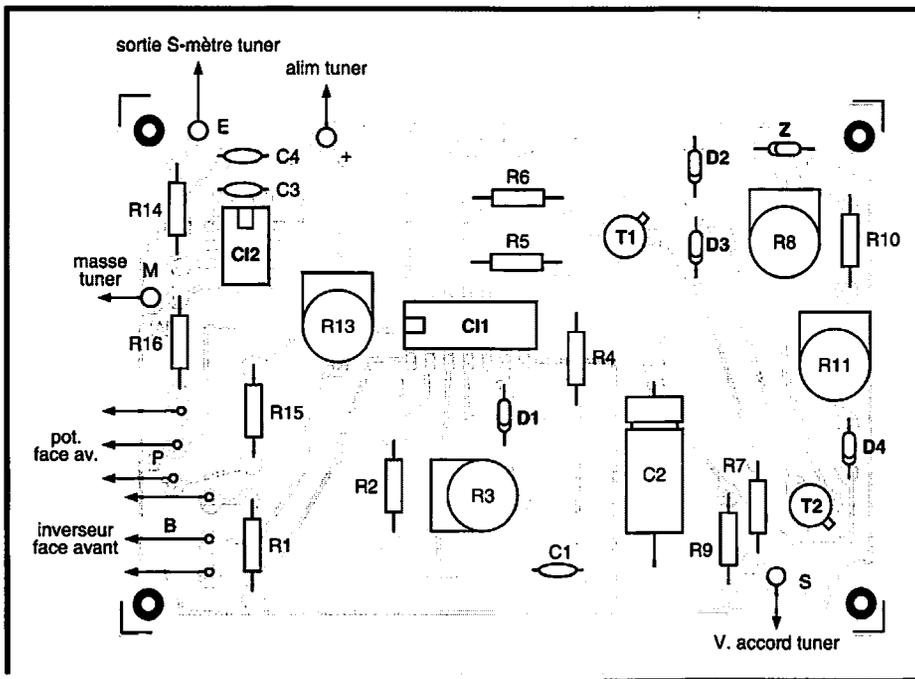 sortie S-mètre tuner
alim tuner
E
+
C4
C3
R14
CI2
masse
tuner
M
R16
R13
R6
R5
CI1
T1
D2
D3
Z
R8
R10
R11
R4
R15
D1
pot.
face av.
P
R2
R3
C2
R7
D4
T2
inverseur
face avant
B
R1
C1
R9
S
V. accord tuner